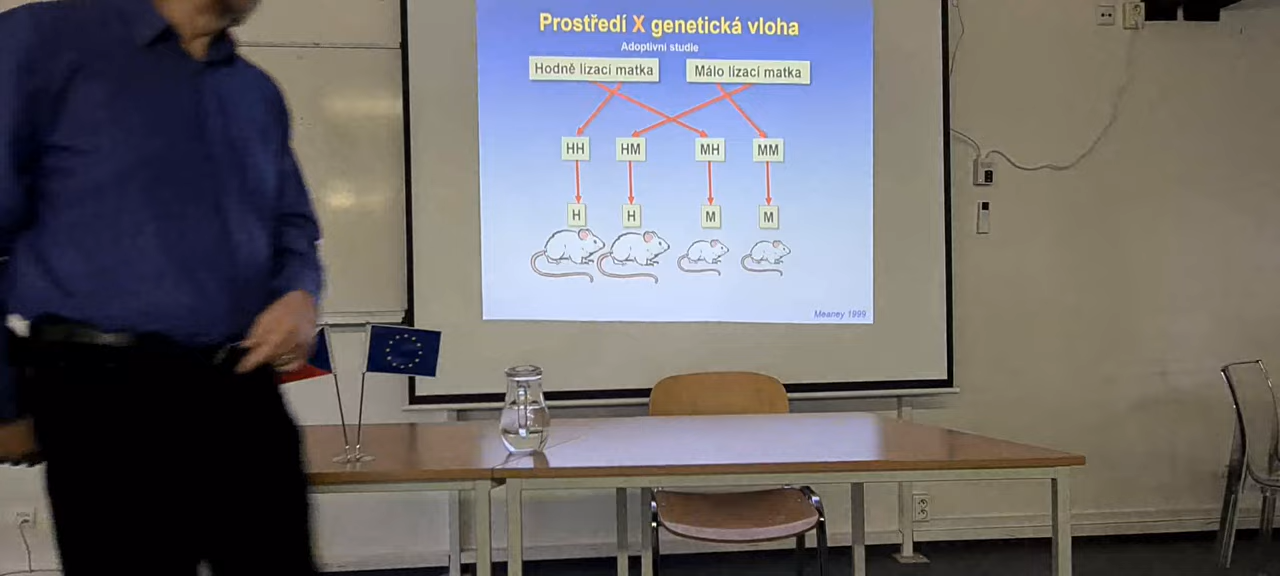 Prostředí X genetická vloha
Adoptivní studie
Hodně lízací matka
Málo lízací matka
HH
HM
MH
MM
H
H
M
M
Meaney 1999